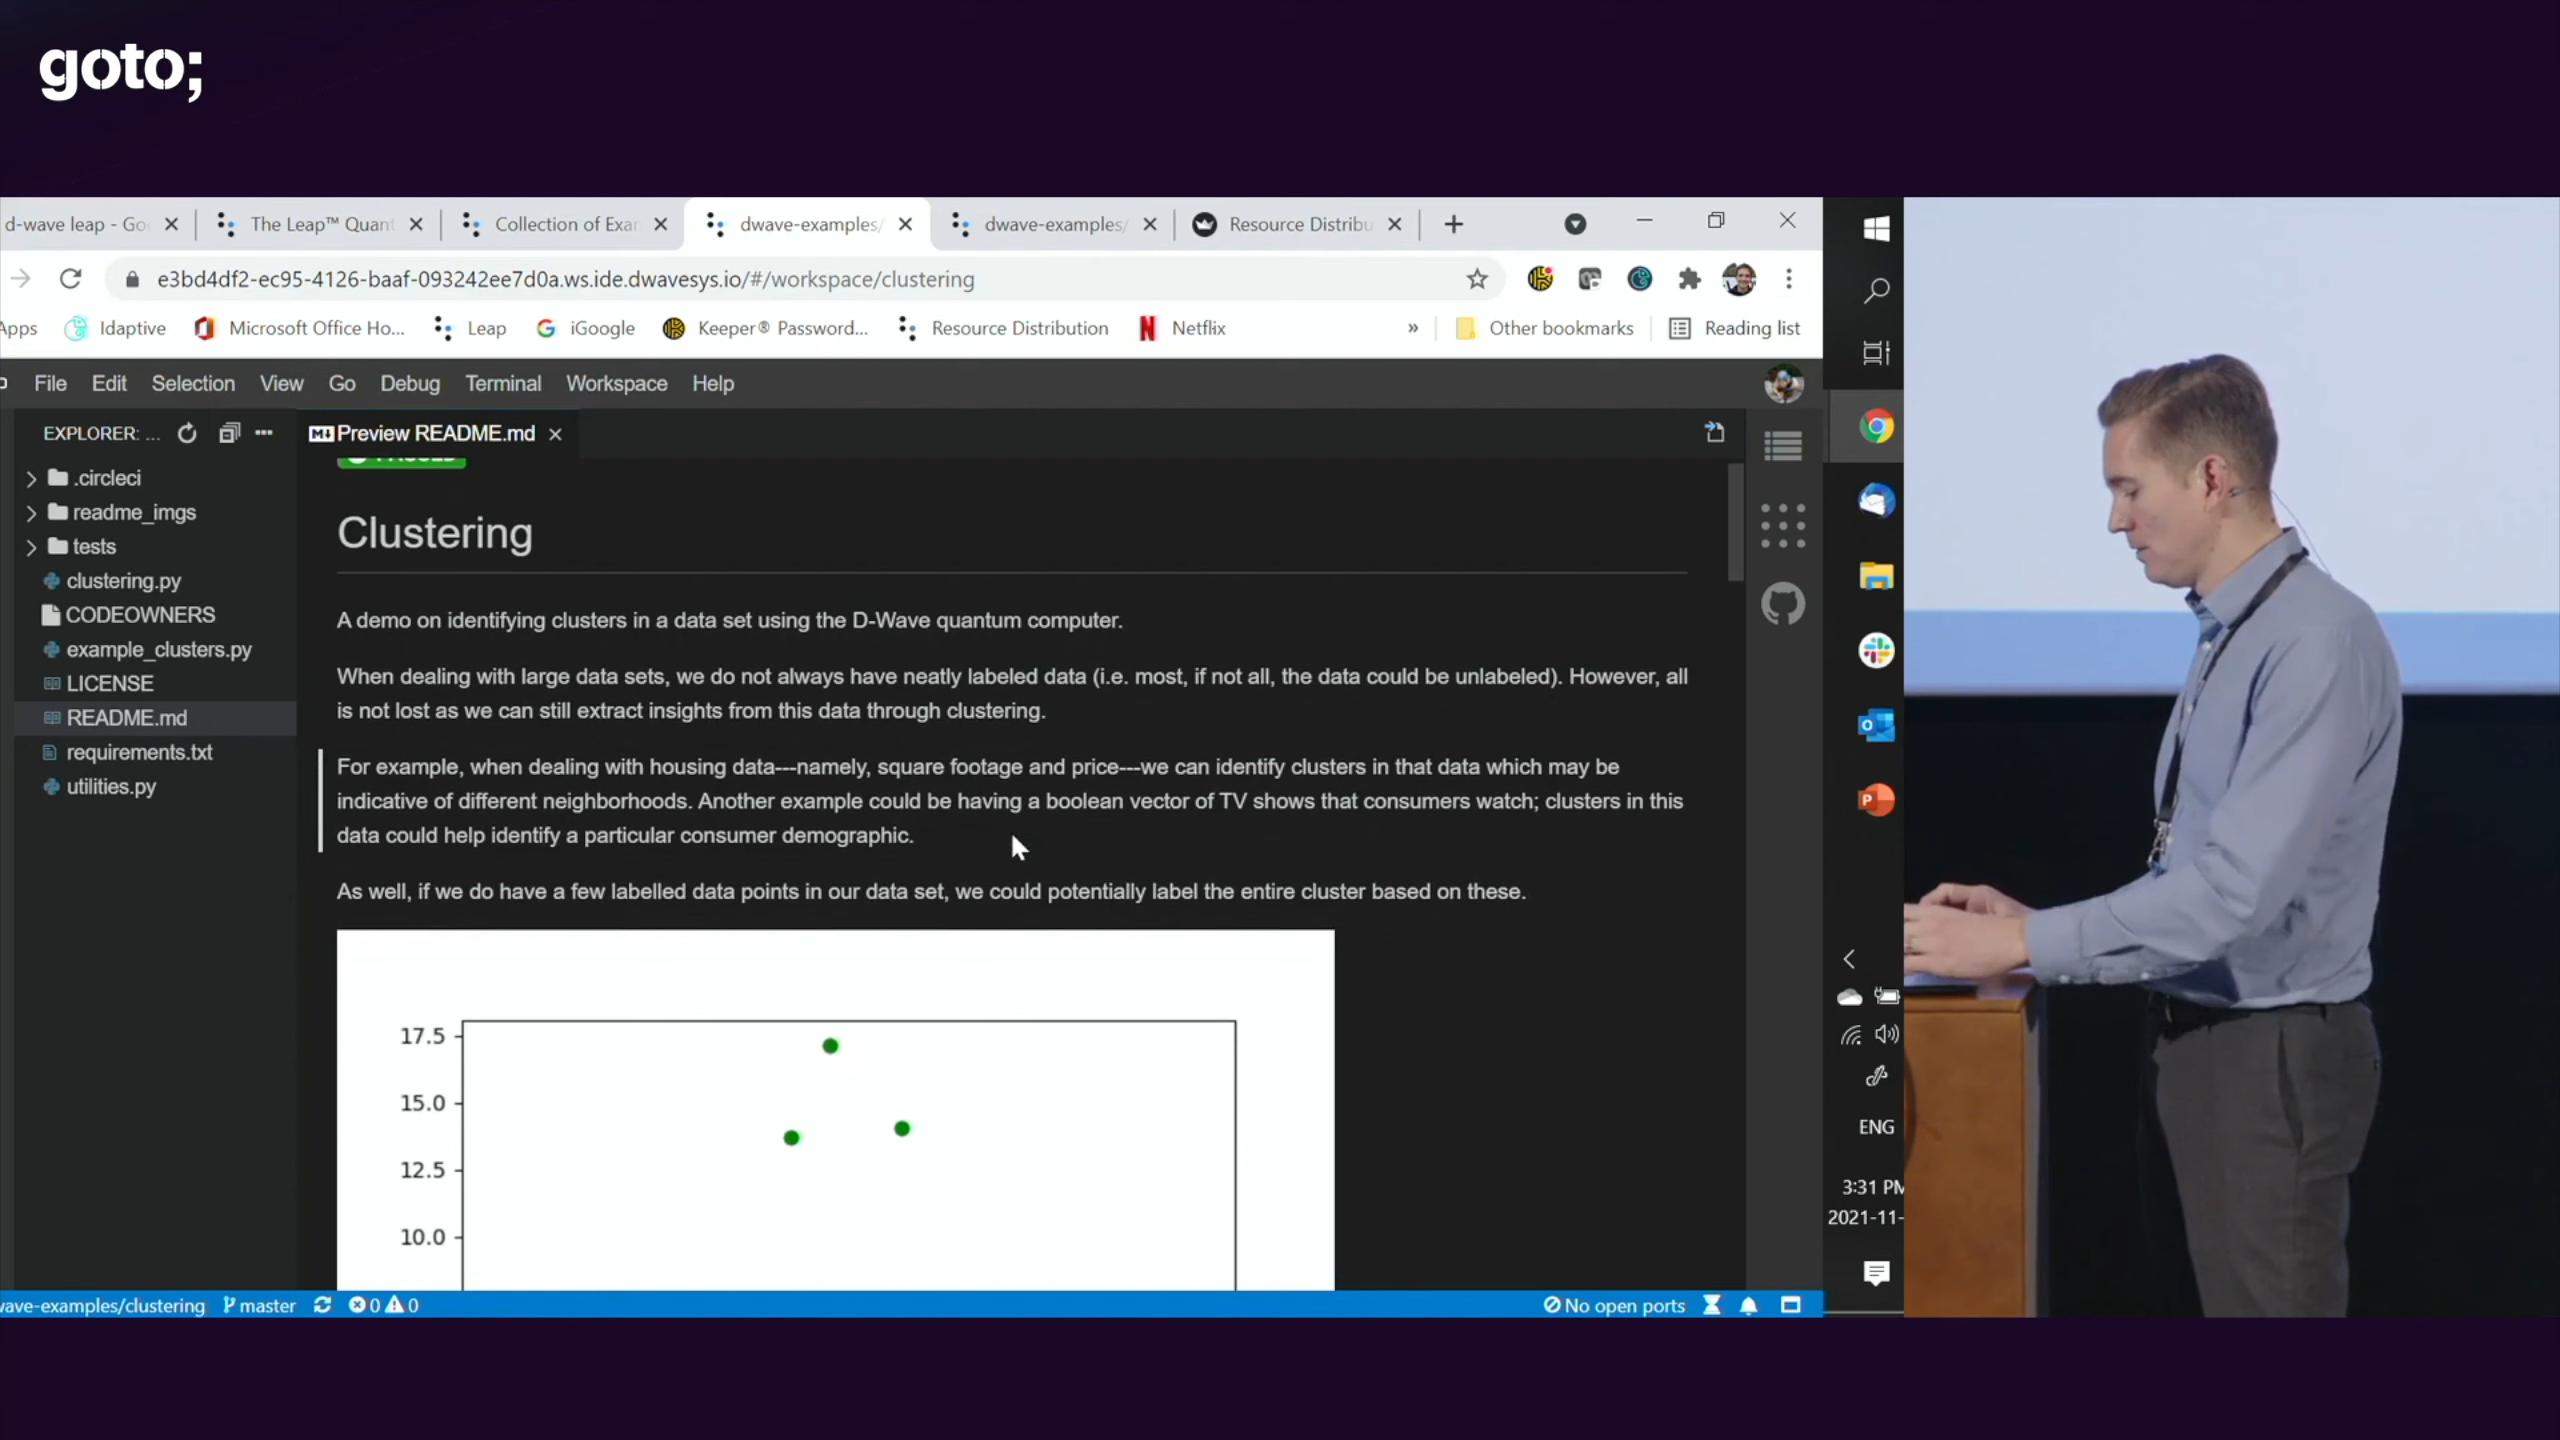 goto;
d-wave leap - Go
The Leap™ Quant
Collection of Exar
dwave-examples/
dwave-examples/
Resource Distribu
e3bd4df2-ec95-4126-baaf-093242ee7d0a.ws.ide.dwavesys.io/#/workspace/clustering
Apps
Idaptive
Microsoft Office Ho...
Leap
iGoogle
Keeper® Password...
Resource Distribution
Netflix
»
Other bookmarks
Reading list
File Edit Selection View Go Debug Terminal Workspace Help
EXPLORER: ...
Preview README.md
.circleci
readme_imgs
tests
clustering.py
CODEOWNERS
example_clusters.py
LICENSE
README.md
requirements.txt
utilities.py
Clustering
A demo on identifying clusters in a data set using the D-Wave quantum computer.
When dealing with large data sets, we do not always have neatly labeled data (i.e. most, if not all, the data could be unlabeled). However, all
is not lost as we can still extract insights from this data through clustering.
For example, when dealing with housing data---namely, square footage and price---we can identify clusters in that data which may be
indicative of different neighborhoods. Another example could be having a boolean vector of TV shows that consumers watch; clusters in this
data could help identify a particular consumer demographic.
As well, if we do have a few labelled data points in our data set, we could potentially label the entire cluster based on these.
17.5
15.0
12.5
10.0
wave-examples/clustering
master
0 0
No open ports
ENG
3:31 PM
2021-11-